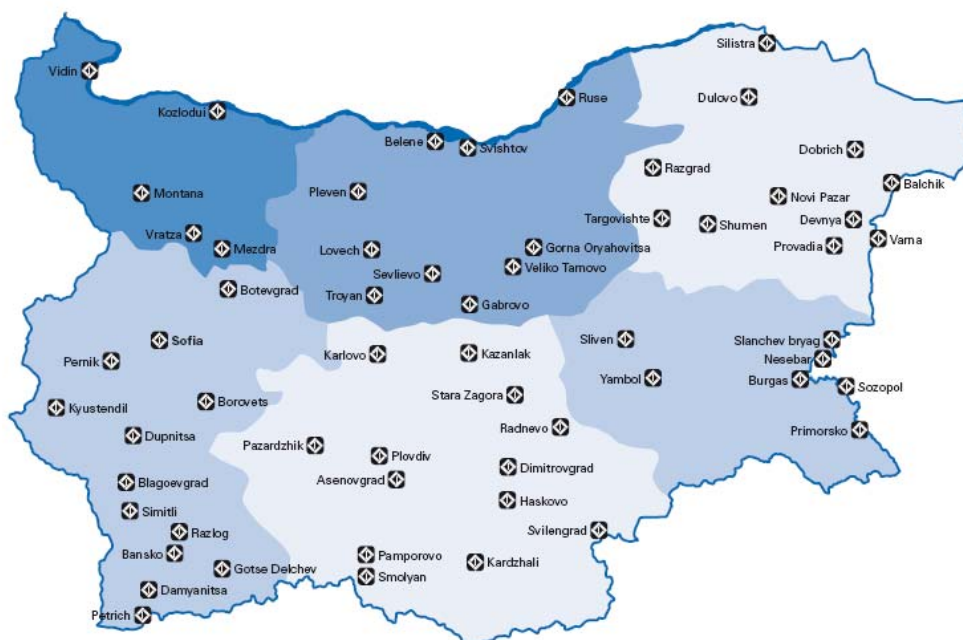 Silistra
Vidin
Ruse
Dulovo
Kozlodui
Belene
Svishtov
Dobrich
Razgrad
Balchik
Montana
Pleven
Novi Pazar
Targovishte
Shumen
Devnya
Vratza
Mezdra
Lovech
Gorna Oryahovitsa
Provadia
Varna
Sevlievo
Veliko Tarnovo
Botevgrad
Troyan
Gabrovo
Sofia
Sliven
Slanchev bryag
Pernik
Karlovo
Kazanlak
Nesebar
Yambol
Burgas
Sozopol
Kyustendil
Borovets
Stara Zagora
Dupnitsa
Radnevo
Primorsko
Pazardzhik
Plovdiv
Dimitrovgrad
Blagoevgrad
Asenovgrad
Haskovo
Simitli
Razlog
Svilengrad
Bansko
Pamporovo
Kardzhali
Gotse Delchev
Smolyan
Damyanitsa
Petrich